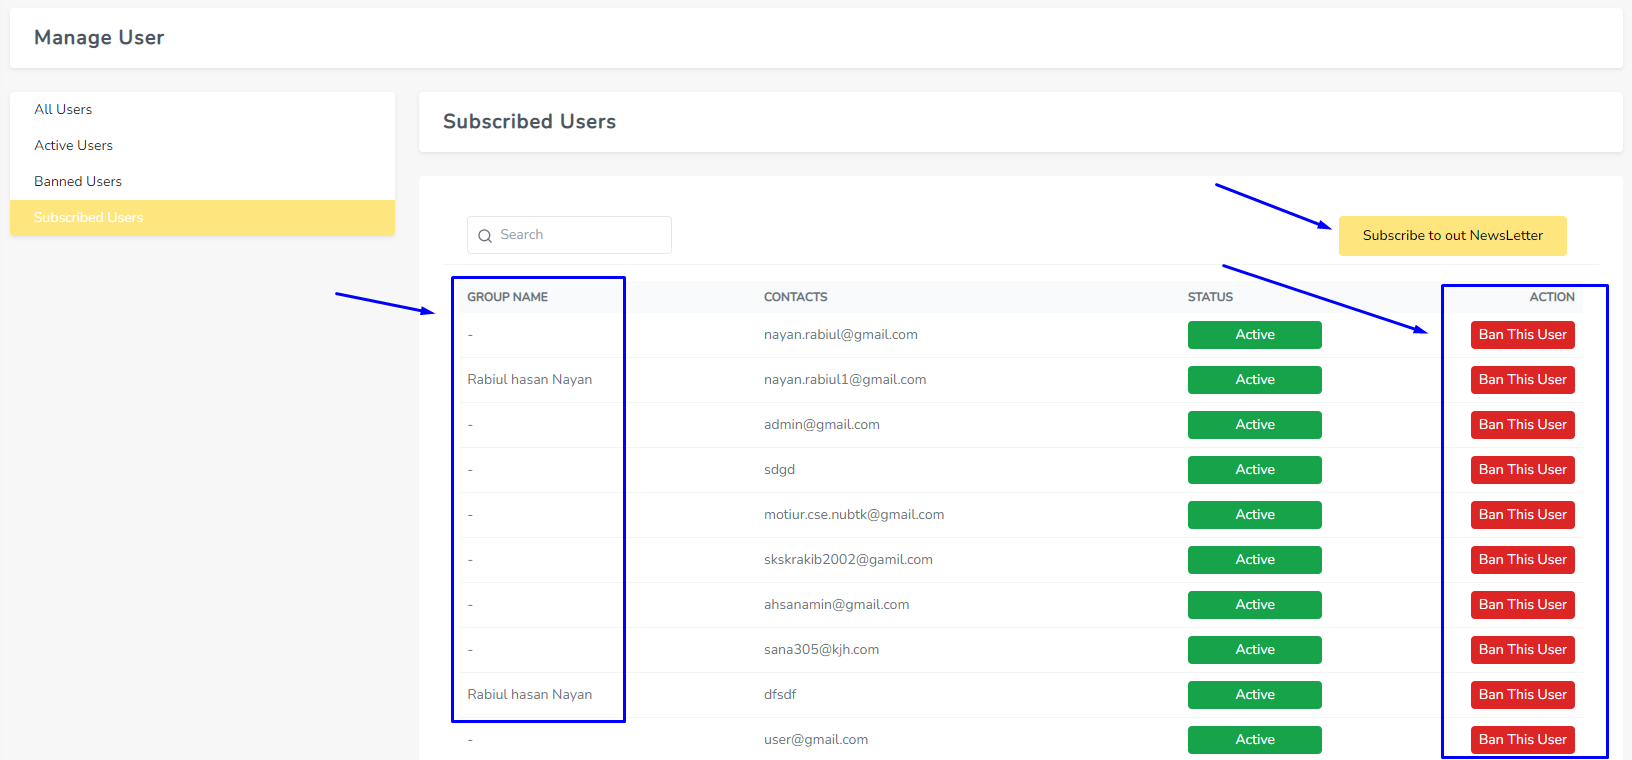 Manage User
All Users
Active Users
Banned Users
Subscribed Users
Subscribed Users
Search
Subscribe to out NewsLetter
GROUP NAME CONTACTS STATUS ACTION
- nayan.rabiul@gmail.com Active Ban This User
Rabiul hasan Nayan nayan.rabiul1@gmail.com Active Ban This User
- admin@gmail.com Active Ban This User
- sdgd Active Ban This User
- motiur.cse.nubtk@gmail.com Active Ban This User
- skskrakib2002@gamil.com Active Ban This User
- ahsanamin@gmail.com Active Ban This User
- sana305@kjh.com Active Ban This User
Rabiul hasan Nayan dfsdf Active Ban This User
- user@gmail.com Active Ban This User